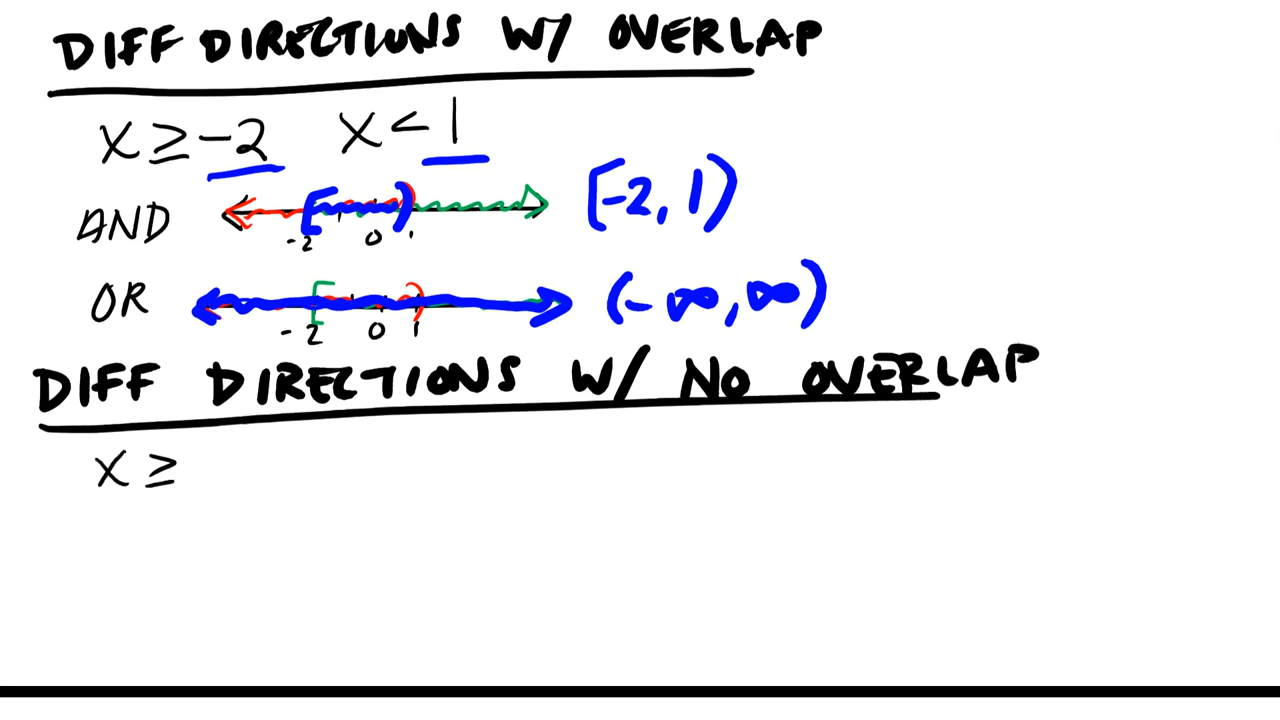 DIFF DIRECTIONS W/ OVERLAP
x ≥ -2 x < 1
AND [-2, 1)
-2 0 1
OR (-∞, ∞)
-2 0 1
DIFF DIRECTIONS W/ NO OVERLAP
x ≥